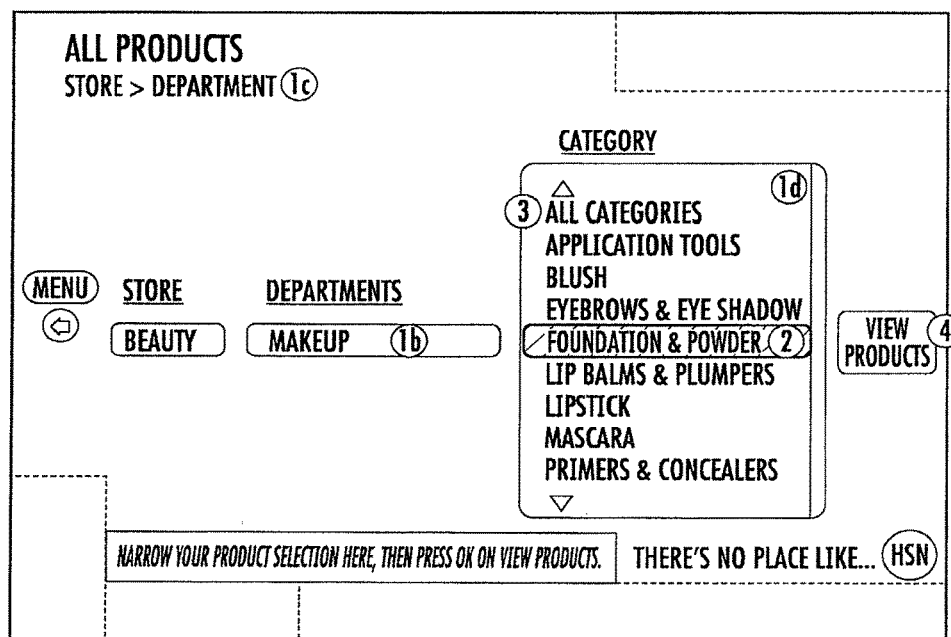 ALL PRODUCTS
STORE > DEPARTMENT 1c
CATEGORY
1d
3 ALL CATEGORIES
APPLICATION TOOLS
BLUSH
EYEBROWS & EYE SHADOW
FOUNDATION & POWDER 2
LIP BALMS & PLUMPERS
LIPSTICK
MASCARA
PRIMERS & CONCEALERS
MENU
STORE
DEPARTMENTS
BEAUTY
MAKEUP 1b
VIEW PRODUCTS 4
NARROW YOUR PRODUCT SELECTION HERE, THEN PRESS OK ON VIEW PRODUCTS.
THERE'S NO PLACE LIKE... HSN